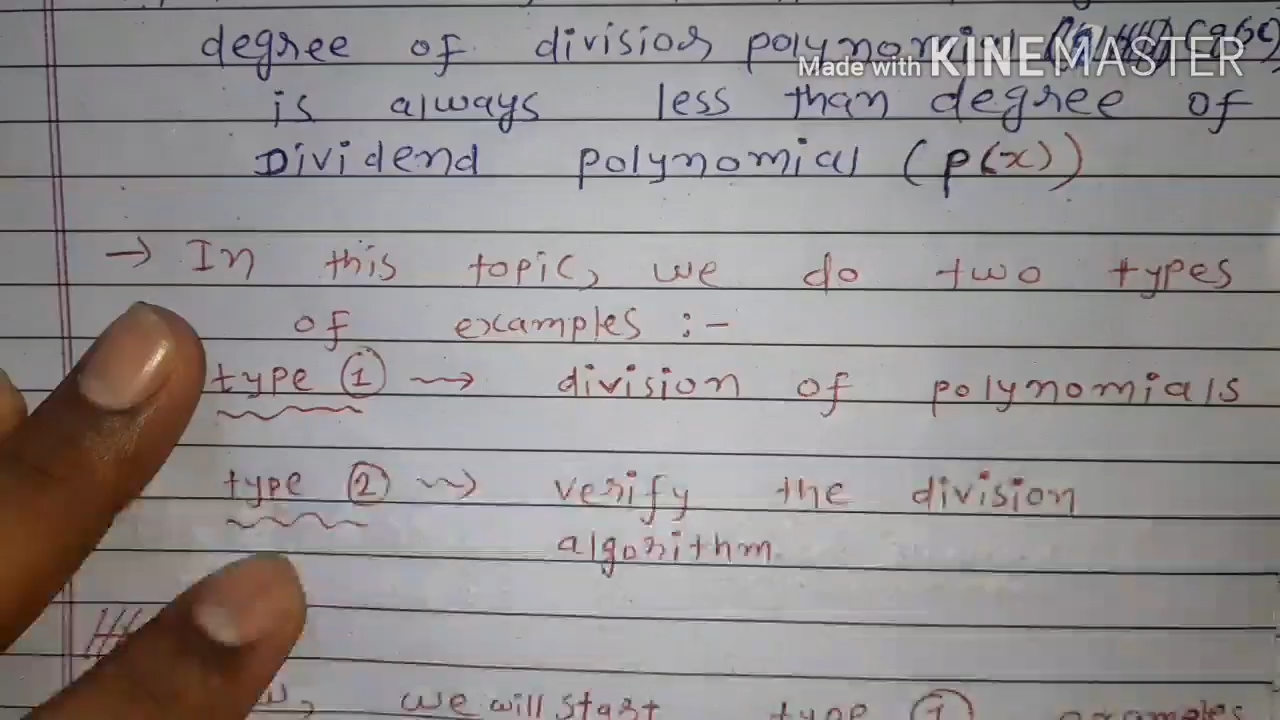 degree of divisior polynomial (g(x))
Made with KINEMASTER
is always less than degree of
Dividend polynomial (p(x))
→ In this topic, we do two types
of examples :-
type ① ⇝ division of polynomials
type ② ⇝ verify the division
algorithm
we will start type ① examples